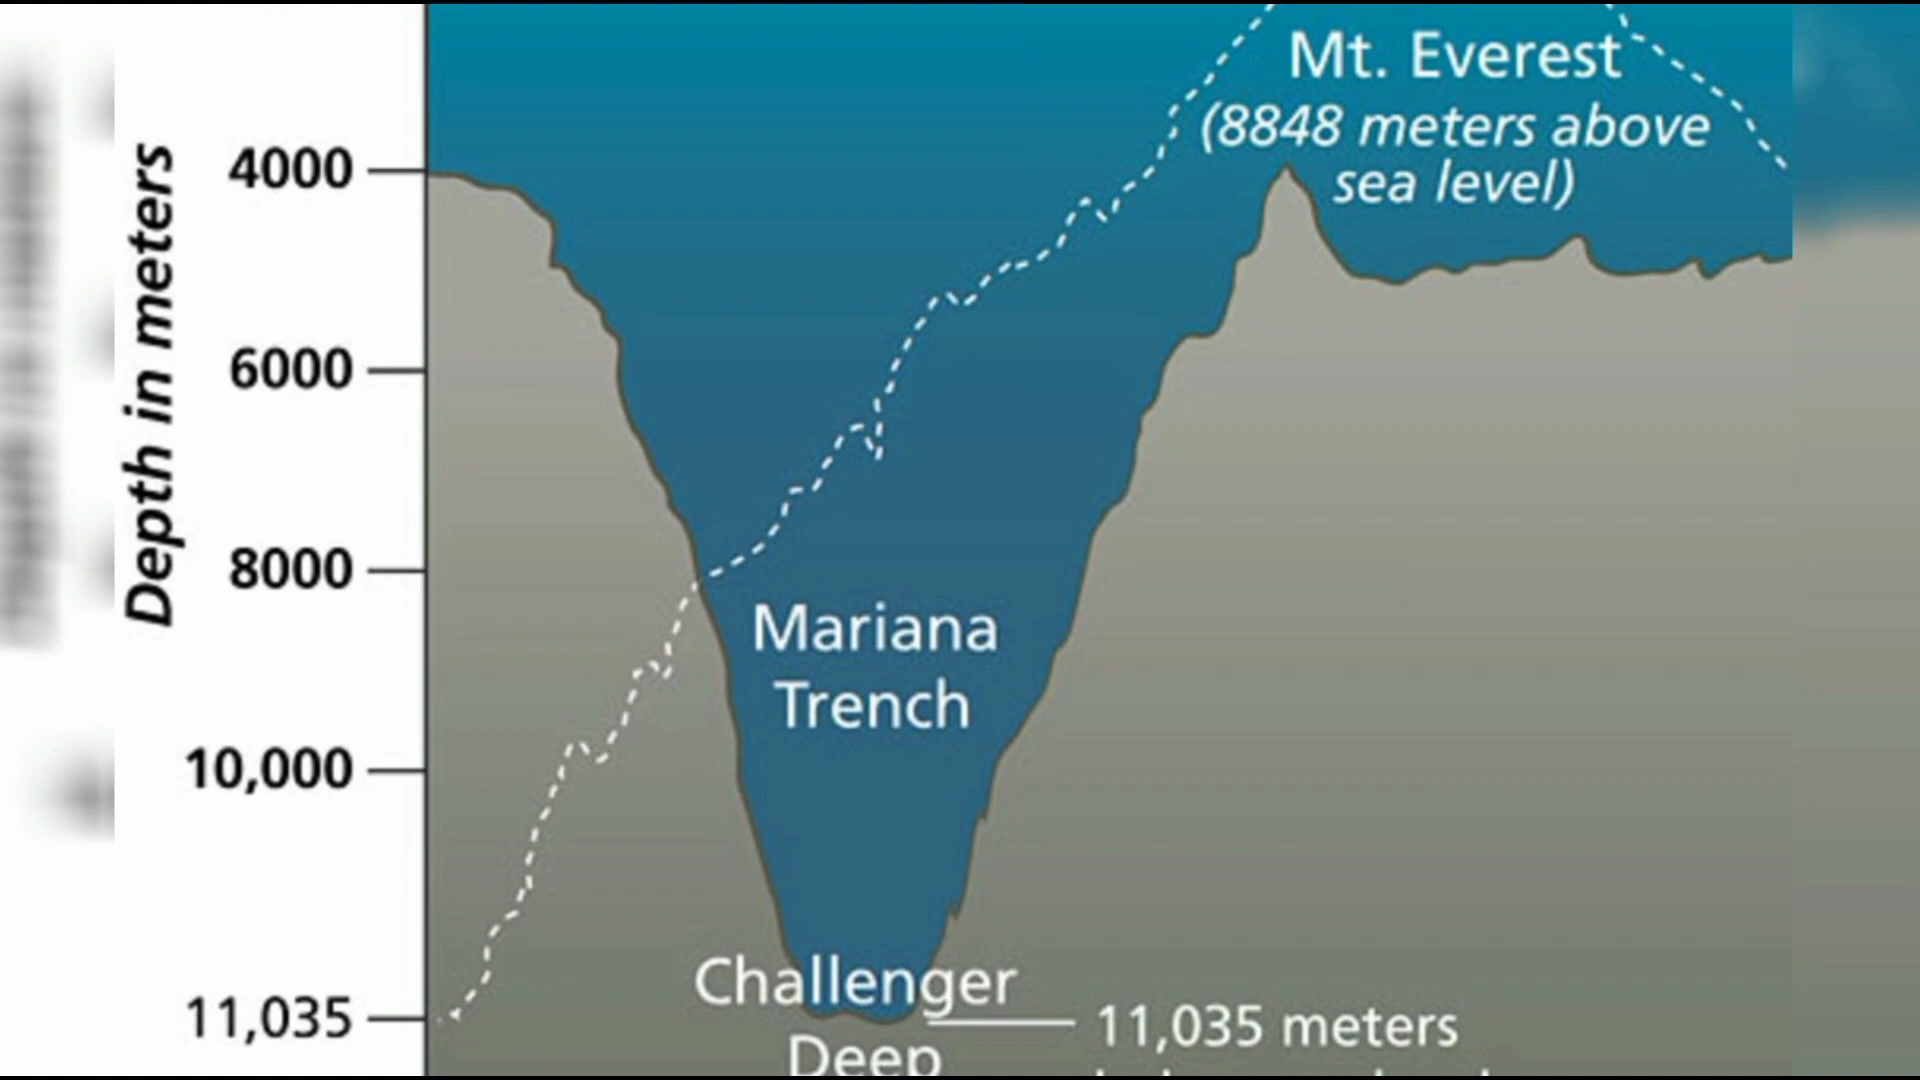 Mt. Everest
(8848 meters above
sea level)
Depth in meters
4000
6000
8000
10,000
11,035
Mariana
Trench
Challenger
Deep
11,035 meters